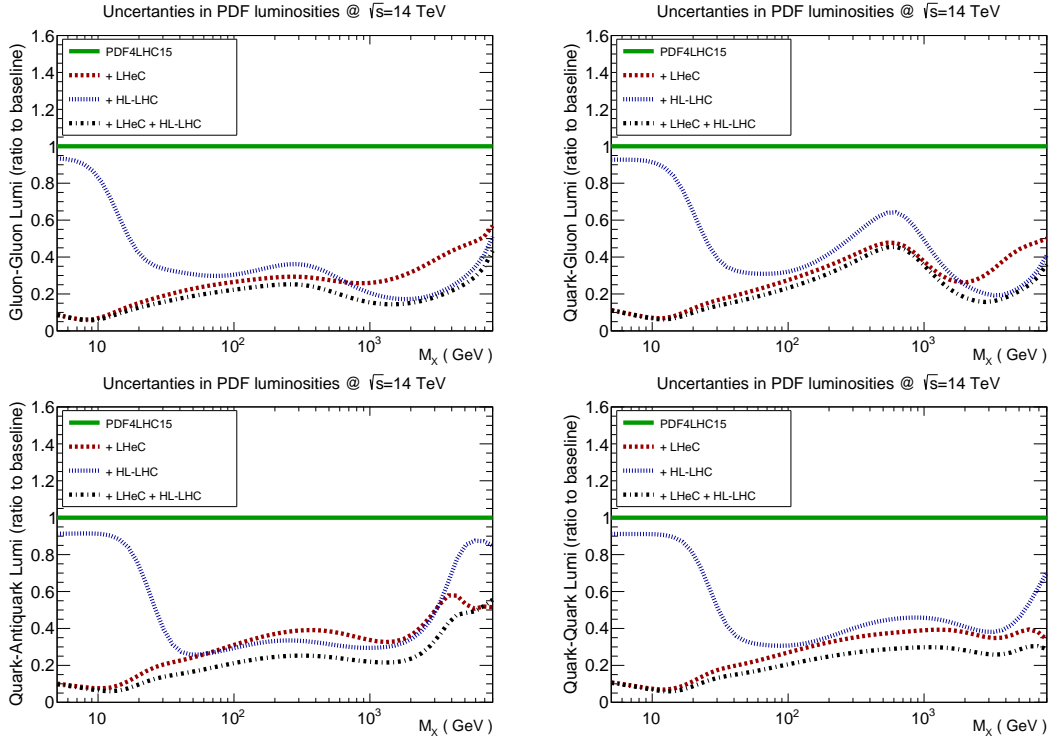 Uncertanties in PDF luminosities @ √s=14 TeV
Gluon-Gluon Lumi (ratio to baseline)
1.6
1.4
1.2
1
0.8
0.6
0.4
0.2
0
PDF4LHC15
+ LHeC
+ HL-LHC
+ LHeC + HL-LHC
10 10² 10³
M_X ( GeV )
Uncertanties in PDF luminosities @ √s=14 TeV
Quark-Gluon Lumi (ratio to baseline)
1.6
1.4
1.2
1
0.8
0.6
0.4
0.2
0
PDF4LHC15
+ LHeC
+ HL-LHC
+ LHeC + HL-LHC
10 10² 10³
M_X ( GeV )
Uncertanties in PDF luminosities @ √s=14 TeV
Quark-Antiquark Lumi (ratio to baseline)
1.6
1.4
1.2
1
0.8
0.6
0.4
0.2
0
PDF4LHC15
+ LHeC
+ HL-LHC
+ LHeC + HL-LHC
10 10² 10³
M_X ( GeV )
Uncertanties in PDF luminosities @ √s=14 TeV
Quark-Quark Lumi (ratio to baseline)
1.6
1.4
1.2
1
0.8
0.6
0.4
0.2
0
PDF4LHC15
+ LHeC
+ HL-LHC
+ LHeC + HL-LHC
10 10² 10³
M_X ( GeV )